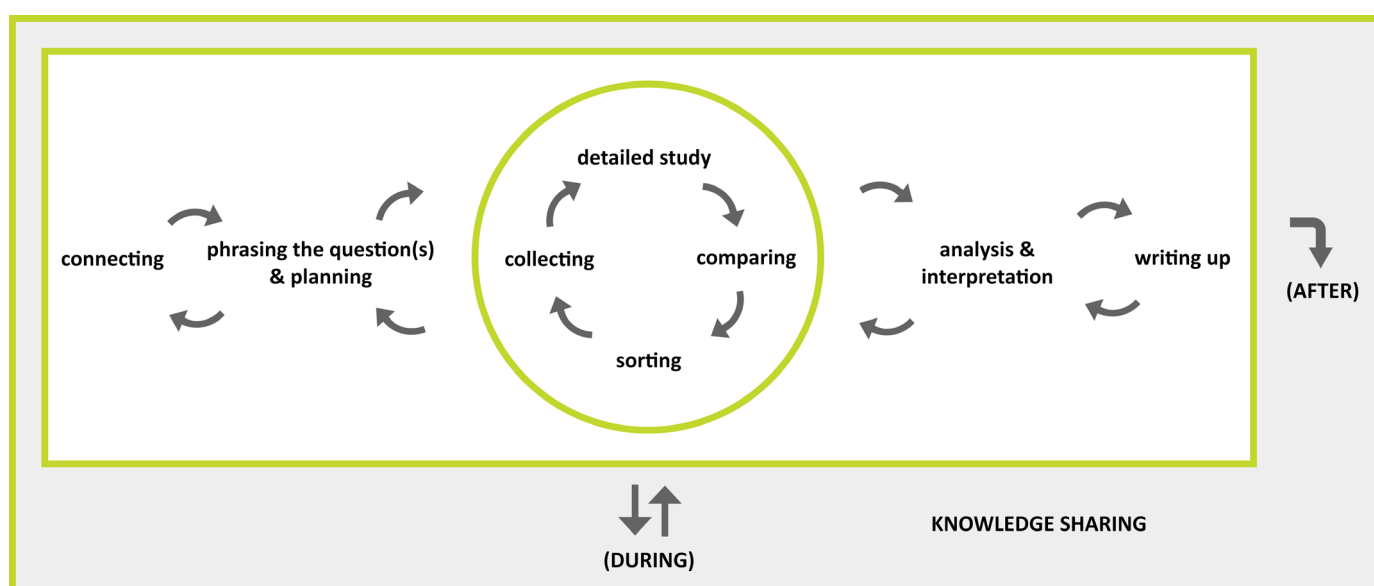 detailed study
connecting
phrasing the question(s)
& planning
collecting
comparing
analysis &
interpretation
writing up
(AFTER)
sorting
KNOWLEDGE SHARING
(DURING)